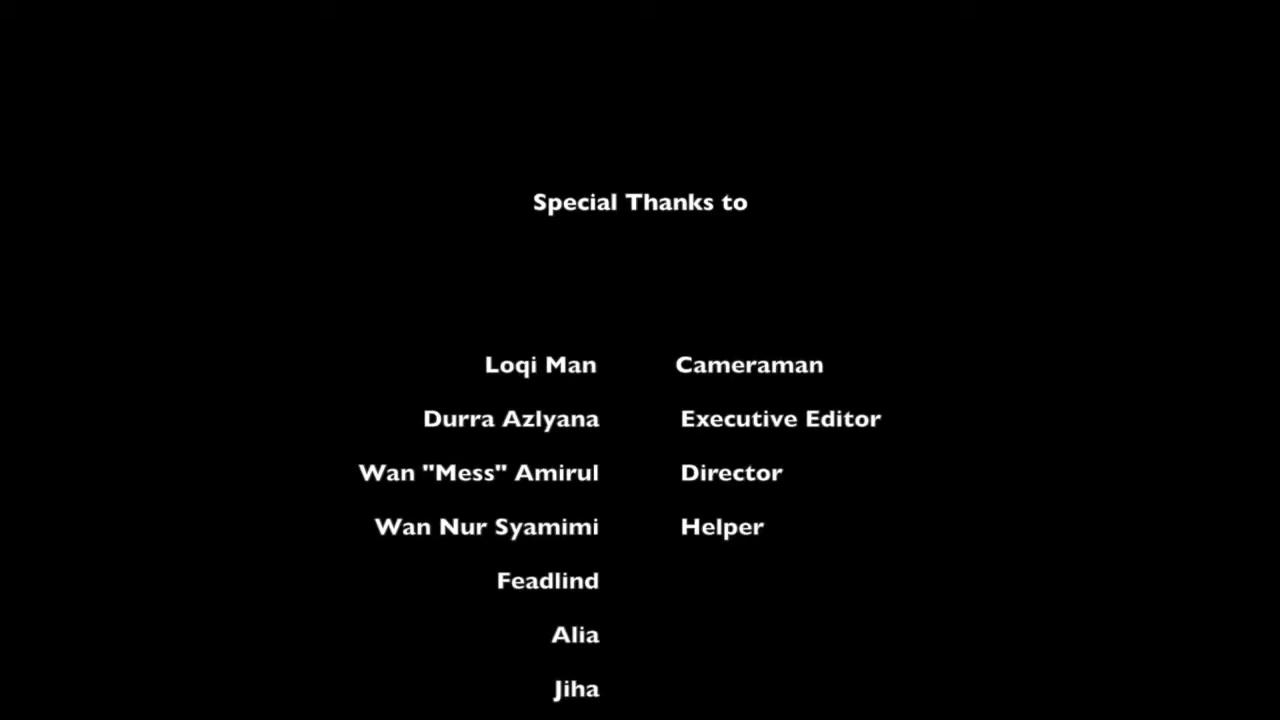 Special Thanks to
Loqi Man Cameraman
Durra Azlyana Executive Editor
Wan "Mess" Amirul Director
Wan Nur Syamimi Helper
Feadlind
Alia
Jiha